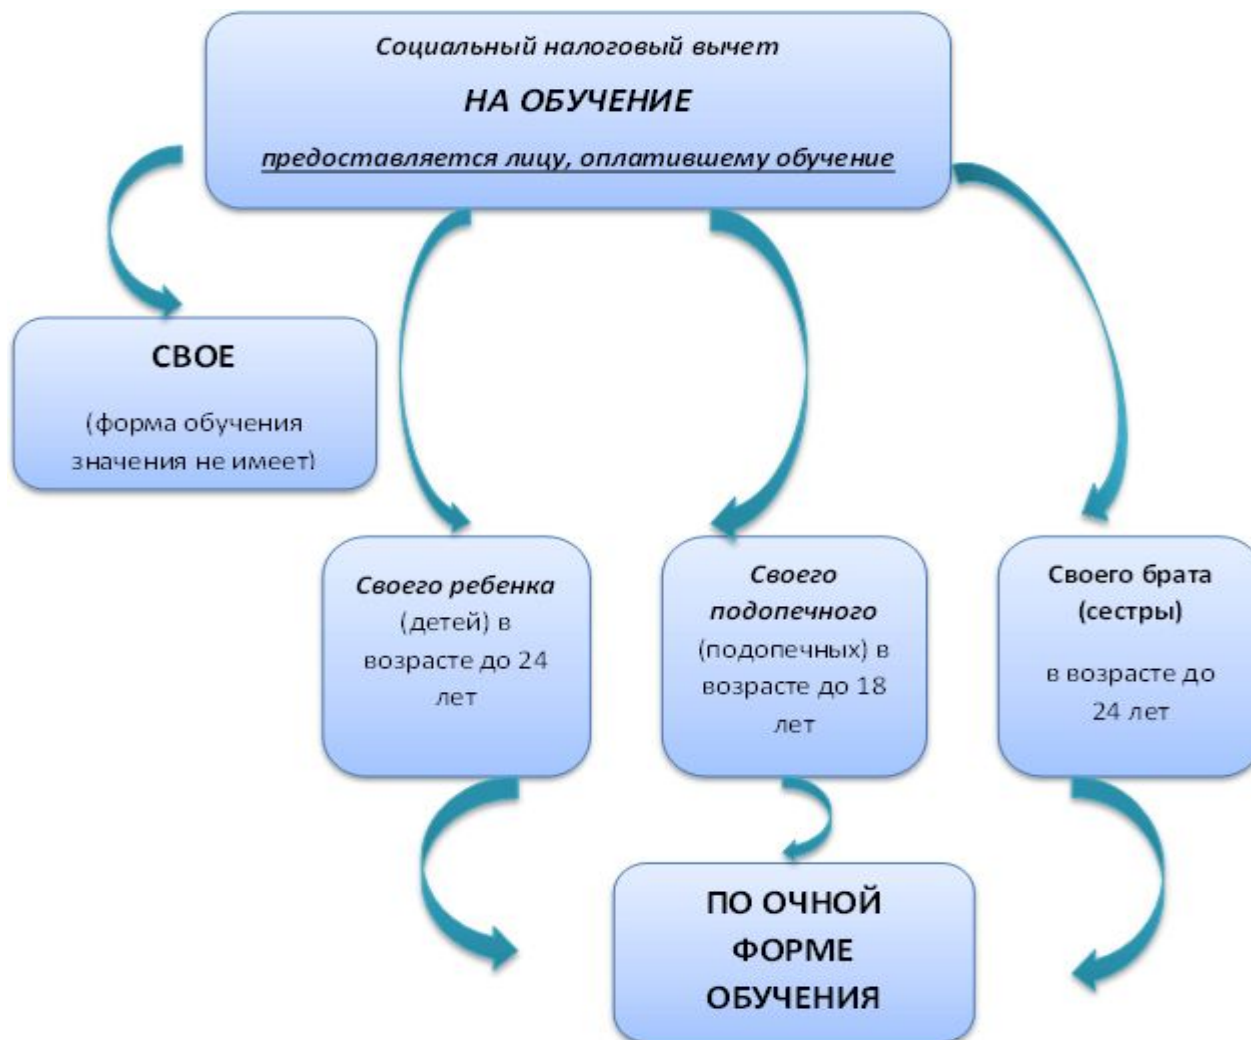 Социальный налоговый вычет
НА ОБУЧЕНИЕ
предоставляется лицу, оплатившему обучение
СВОЕ
(форма обучения
значения не имеет)
Своего ребенка
(детей) в
возрасте до 24
лет
Своего
подопечного
(подопечных) в
возрасте до 18
лет
Своего брата
(сестры)
в возрасте до
24 лет
ПО ОЧНОЙ
ФОРМЕ
ОБУЧЕНИЯ